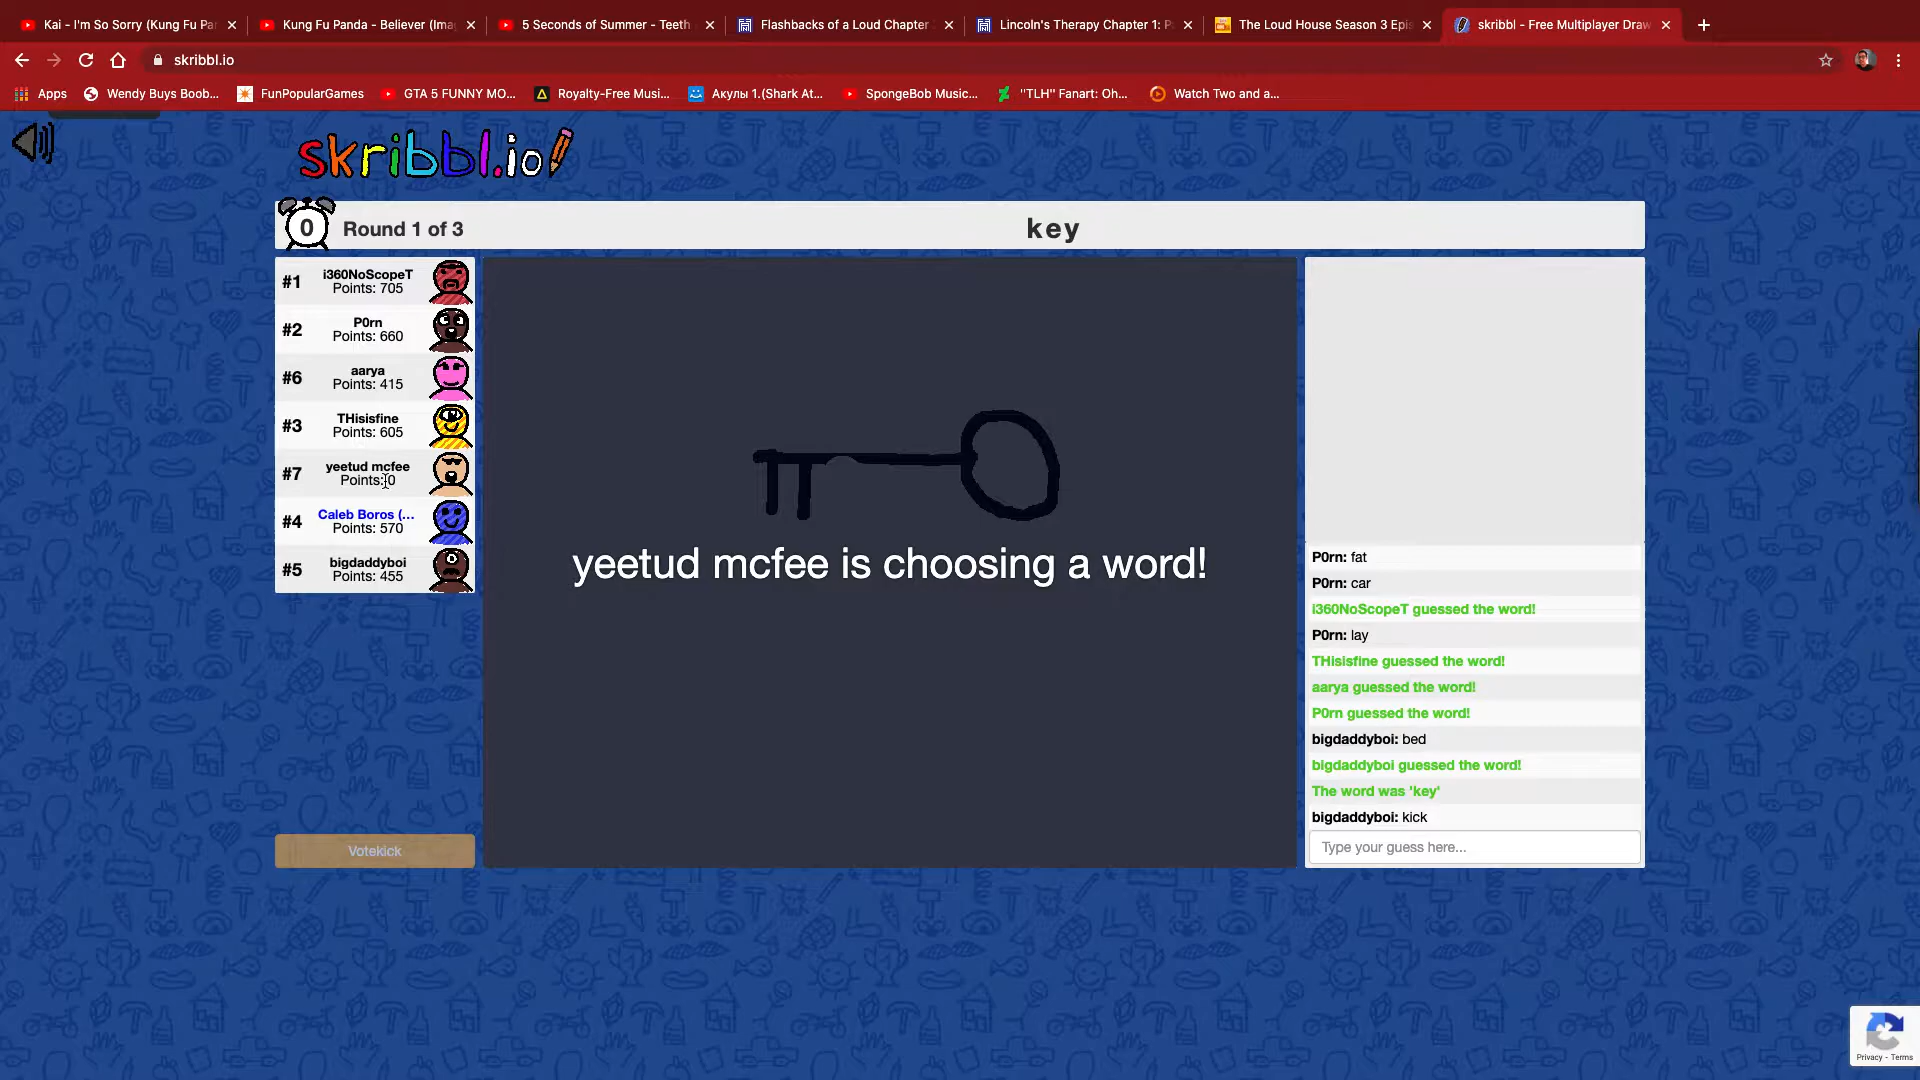 Kai - I'm So Sorry (Kung Fu Pa
Kung Fu Panda - Believer (Ima
5 Seconds of Summer - Teeth
Flashbacks of a Loud Chapter
Lincoln's Therapy Chapter 1: P
The Loud House Season 3 Epis
skribbl - Free Multiplayer Draw
skribbl.io
Apps
Wendy Buys Boob...
FunPopularGames
GTA 5 FUNNY MO...
Royalty-Free Musi...
Акулы 1.(Shark At...
SpongeBob Music...
"TLH" Fanart: Oh...
Watch Two and a...
skribbl.io
0
Round 1 of 3
key
#1
i360NoScopeT
Points: 705
#2
P0rn
Points: 660
#6
aarya
Points: 415
#3
THisisfine
Points: 605
#7
yeetud mcfee
Points: 0
#4
Caleb Boros (...
Points: 570
#5
bigdaddyboi
Points: 455
Votekick
yeetud mcfee is choosing a word!
P0rn: fat
P0rn: car
i360NoScopeT guessed the word!
P0rn: lay
THisisfine guessed the word!
aarya guessed the word!
P0rn guessed the word!
bigdaddyboi: bed
bigdaddyboi guessed the word!
The word was 'key'
bigdaddyboi: kick
Type your guess here...
Privacy - Terms